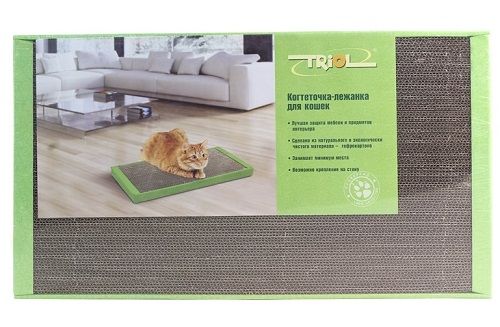 TRiOL
Когтеточка-лежанка
для кошек
• Лучшая защита мебели и предметов
интерьера
• Сделана из натурального и экологически
чистого материала – гофрокартона
• Занимает минимум места
• Возможно крепление на стену